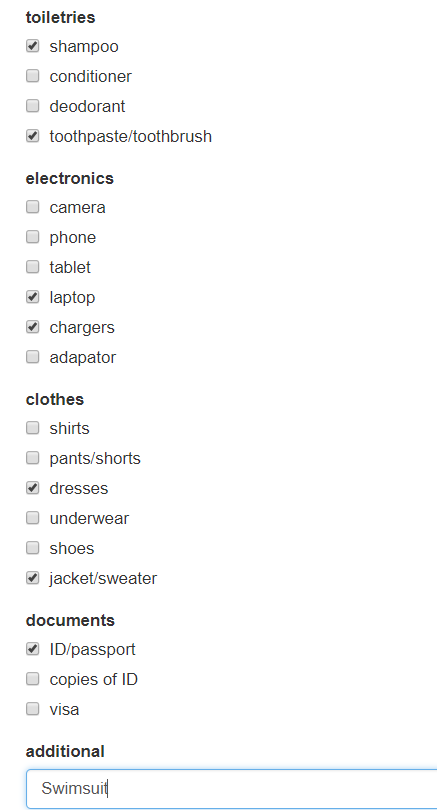 toiletries
shampoo
conditioner
deodorant
toothpaste/toothbrush
electronics
camera
phone
tablet
laptop
chargers
adapator
clothes
shirts
pants/shorts
dresses
underwear
shoes
jacket/sweater
documents
ID/passport
copies of ID
visa
additional
Swimsuit